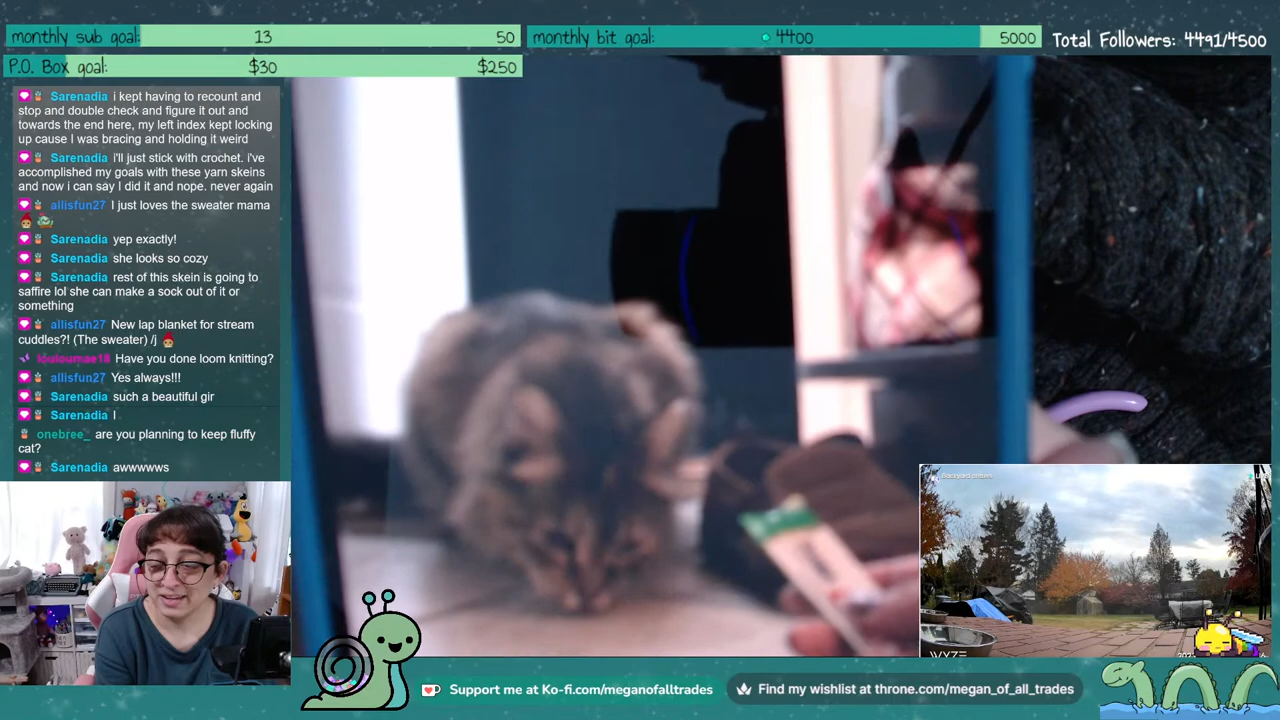 monthly sub goal: 13 50
monthly bit goal: 4400 5000
Total Followers: 4491/4500
P.O. Box goal: $30 $250
Sarenadia i kept having to recount and
stop and double check and figure it out and
towards the end here, my left index kept locking
up cause I was bracing and holding it weird
Sarenadia i'll just stick with crochet. i've
accomplished my goals with these yarn skeins
and now i can say I did it and nope. never again
allisfun27 I just loves the sweater mama
Sarenadia yep exactly!
Sarenadia she looks so cozy
Sarenadia rest of this skein is going to
saffire lol she can make a sock out of it or
something
allisfun27 New lap blanket for stream
cuddles?! (The sweater) /j
louloumae18 Have you done loom knitting?
allisfun27 Yes always!!!
Sarenadia such a beautiful gir
Sarenadia I
onebree_ are you planning to keep fluffy
cat?
Sarenadia awwwwws
WYZE
Support me at Ko-fi.com/meganofalltrades
Find my wishlist at throne.com/megan_of_all_trades